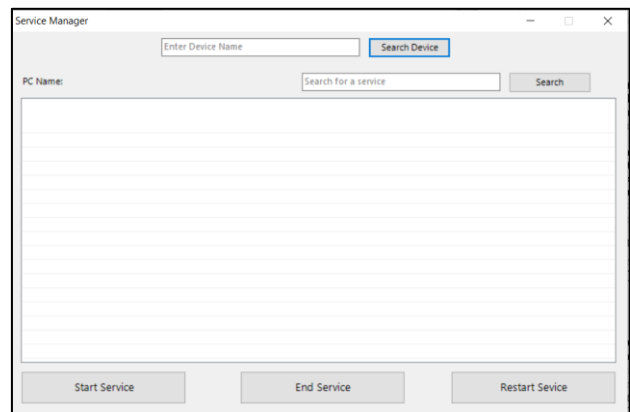 Service Manager
Enter Device Name Search Device
PC Name: Search for a service Search
Start Service End Service Restart Sevice